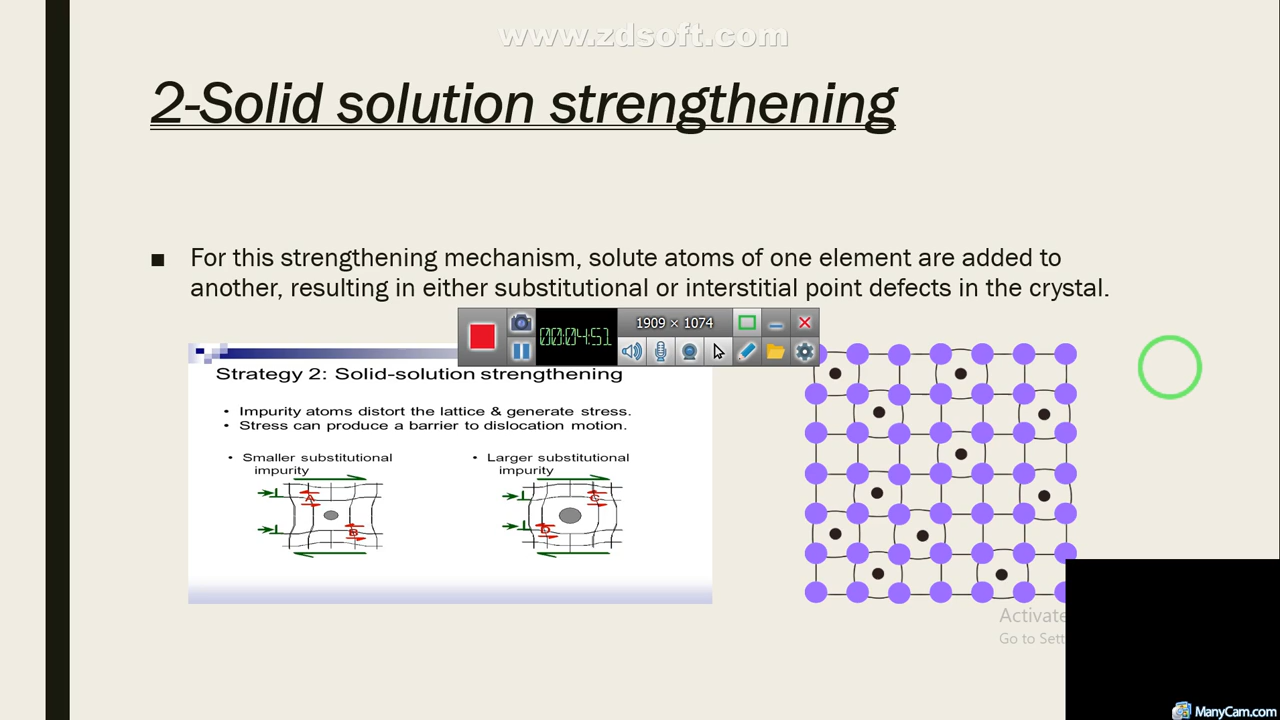 www.zdsoft.com
2-Solid solution strengthening
■ For this strengthening mechanism, solute atoms of one element are added to
another, resulting in either substitutional or interstitial point defects in the crystal.
00:04:51
1909 × 1074
Strategy 2: Solid-solution strengthening
• Impurity atoms distort the lattice & generate stress.
• Stress can produce a barrier to dislocation motion.
• Smaller substitutional
impurity
• Larger substitutional
impurity
A
B
C
D
Activate
Go to Sett
ManyCam.com